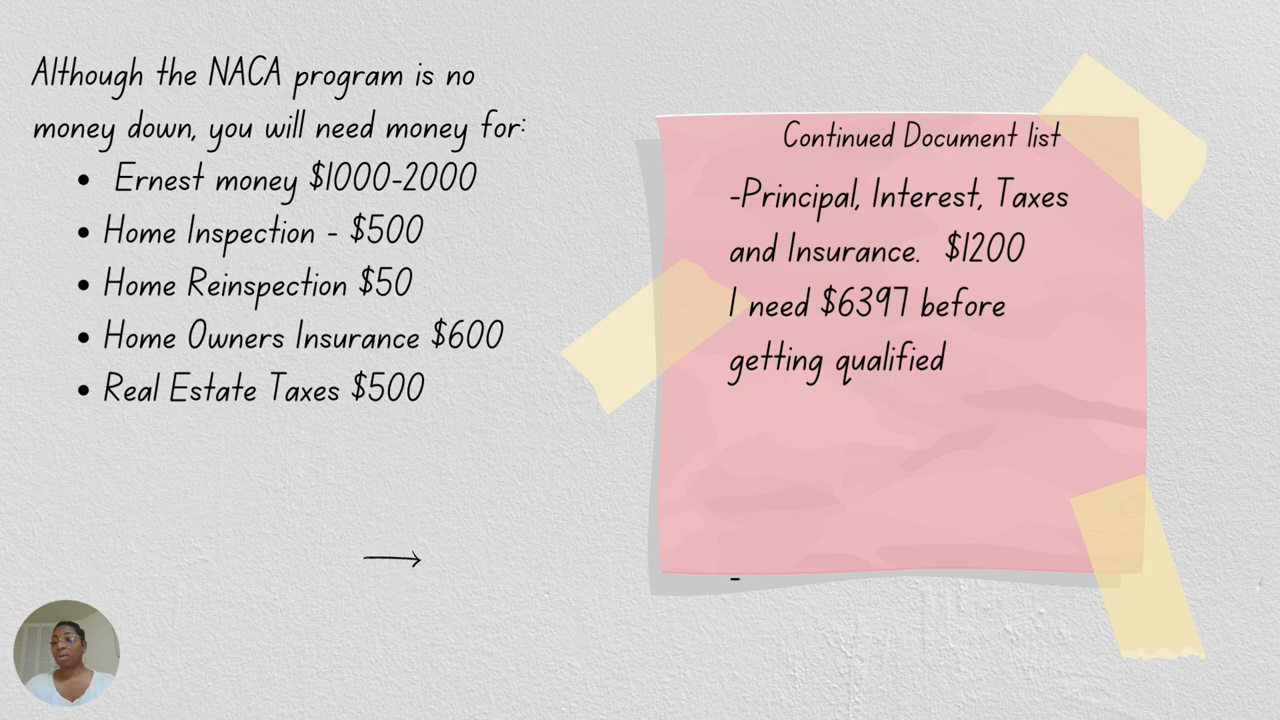 Although the NACA program is no
money down, you will need money for:
• Ernest money $1000-2000
• Home Inspection - $500
• Home Reinspection $50
• Home Owners Insurance $600
• Real Estate Taxes $500
Continued Document list
-Principal, Interest, Taxes
and Insurance. $1200
I need $6397 before
getting qualified
-